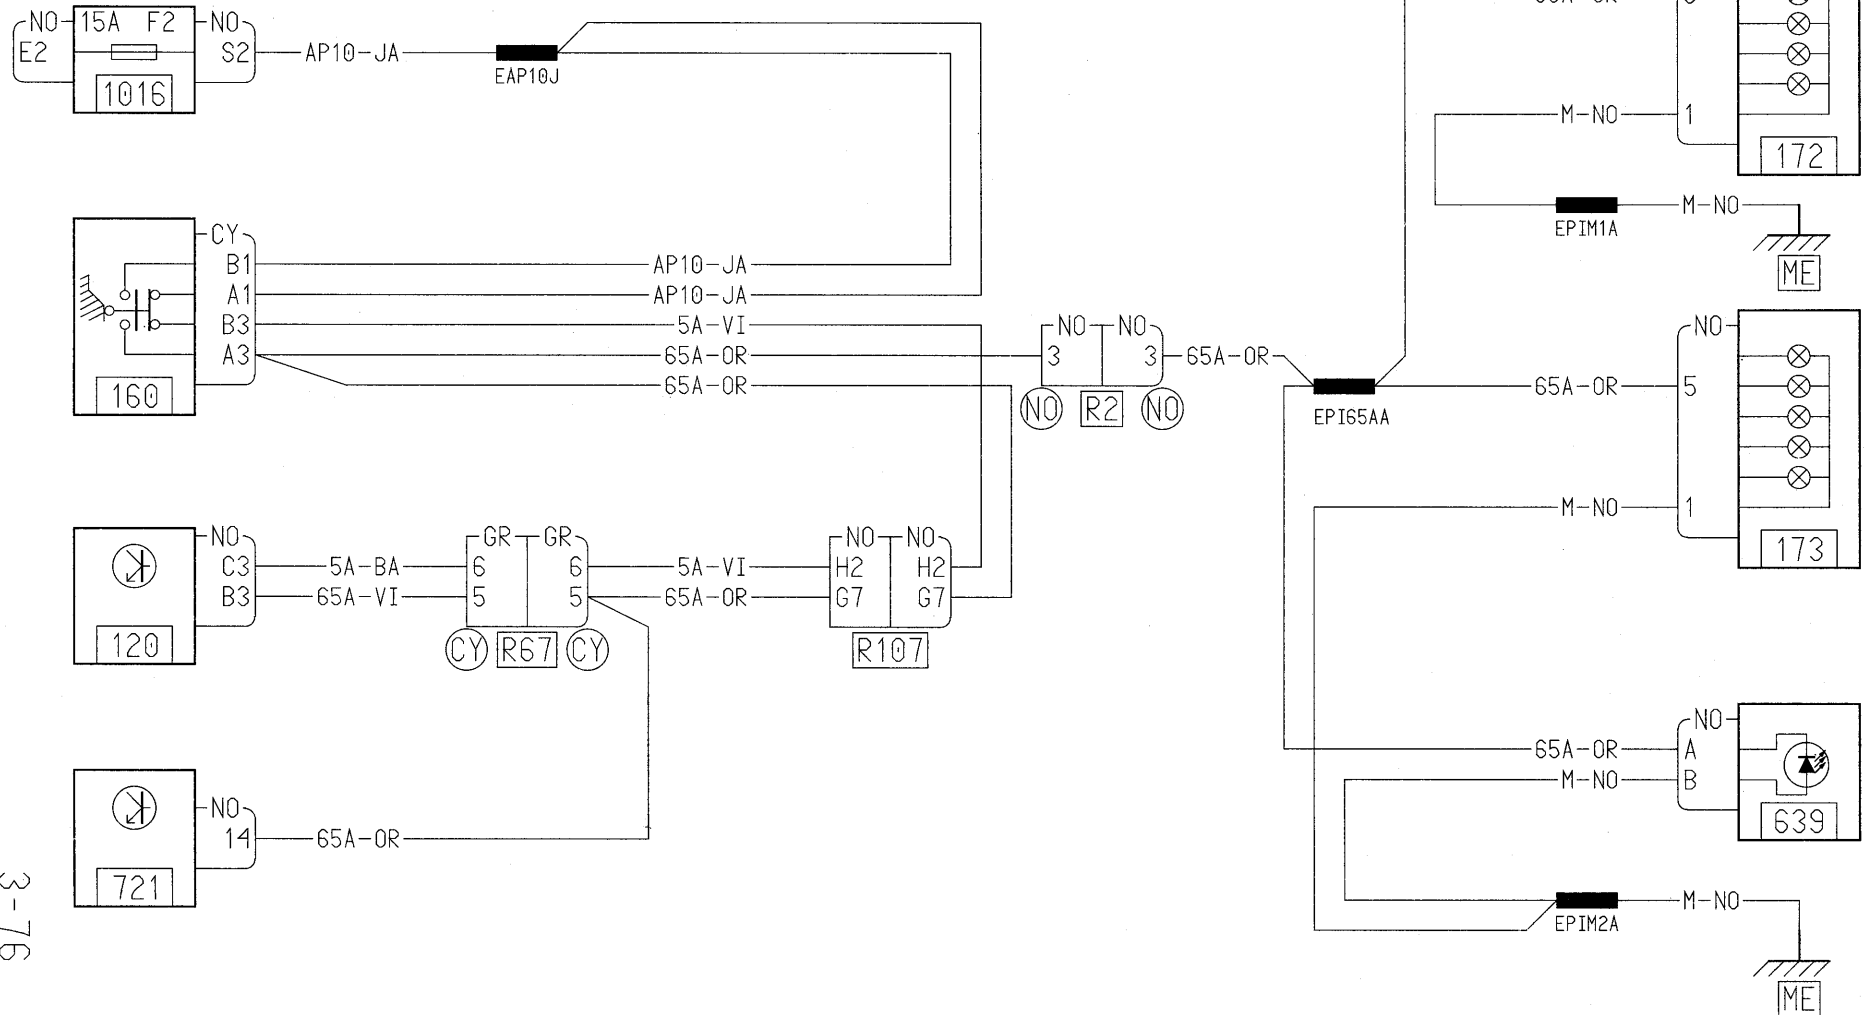 NO 15A F2 NO
E2 S2 AP10-JA
EAP10J
1016
M-NO 1
172
M-NO
EPIM1A
ME
CY
B1 AP10-JA
A1 AP10-JA
B3 5A-VI
A3 65A-OR
65A-OR
160
NO NO
3 3 65A-OR
NO R2 NO
EPI65AA
NO
65A-OR 5
M-NO 1
173
NO GR GR NO NO
C3 5A-BA 6 6 5A-VI H2 H2
B3 65A-VI 5 5 65A-OR G7 G7
120 CY R67 CY R107
NO
65A-OR A
M-NO B
639
NO
14 65A-OR
721
M-NO
EPIM2A
ME
3-76